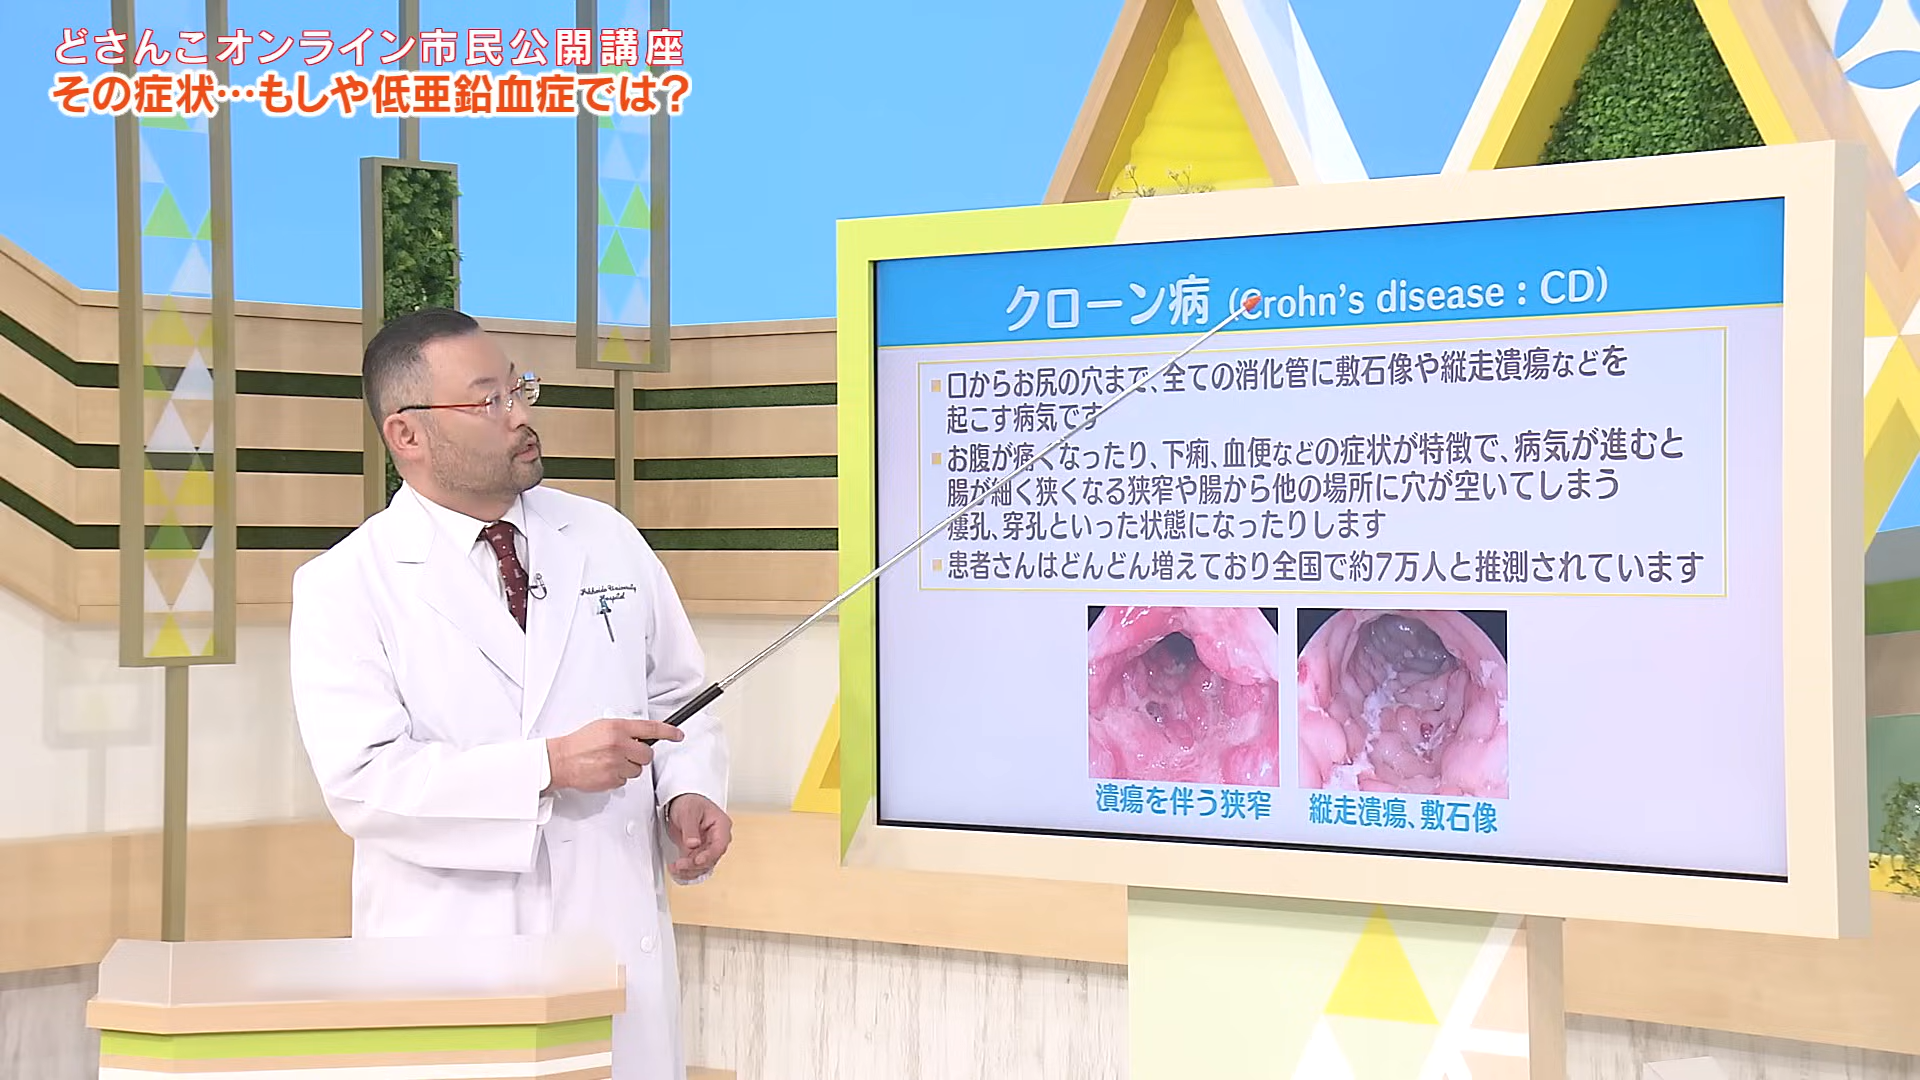 どさんこオンライン市民公開講座
その症状…もしや低亜鉛血症では？
クローン病 (Crohn's disease : CD)
▪口からお尻の穴まで、全ての消化管に敷石像や縦走潰瘍などを
起こす病気です
▪お腹が痛くなったり、下痢、血便などの症状が特徴で、病気が進むと
腸が細く狭くなる狭窄や腸から他の場所に穴が空いてしまう
瘻孔、穿孔といった状態になったりします
▪患者さんはどんどん増えており全国で約7万人と推測されています
潰瘍を伴う狭窄
縦走潰瘍、敷石像
Hokkaido University
Hospital